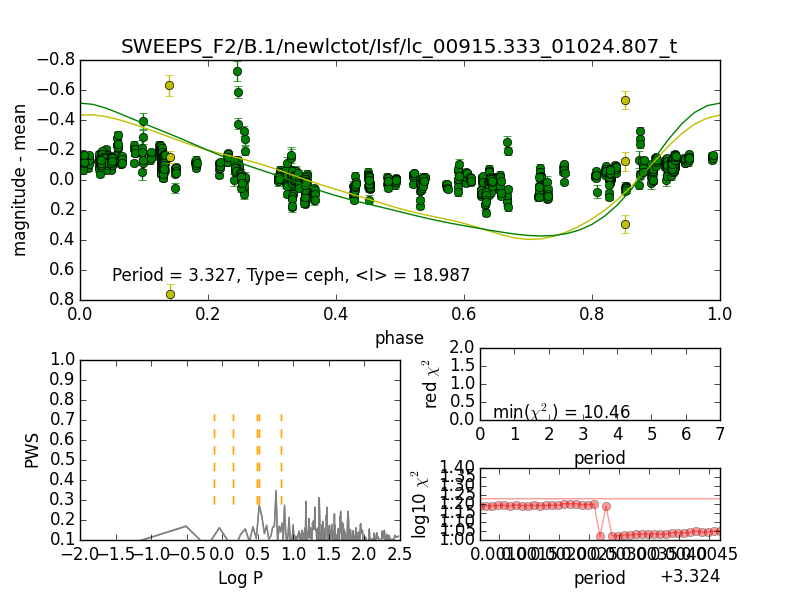 SWEEPS_F2/B.1/newlctot/Isf/lc_00915.333_01024.807_t
magnitude - mean
−0.8
−0.6
−0.4
−0.2
0.0
0.2
0.4
0.6
0.8
Period = 3.327, Type= ceph, <I> = 18.987
0.0 0.2 0.4 0.6 0.8 1.0
phase
PWS
1.0
0.9
0.8
0.7
0.6
0.5
0.4
0.3
0.2
0.1
−2.0 −1.5 −1.0 −0.5 0.0 0.5 1.0 1.5 2.0 2.5
Log P
red χ²
2.0
1.5
1.0
0.5
0.0
min(χ²) = 10.46
0 1 2 3 4 5 6 7
period
log10 χ²
1.40
1.35
1.30
1.25
1.20
1.15
1.10
1.05
1.00
period
+3.324